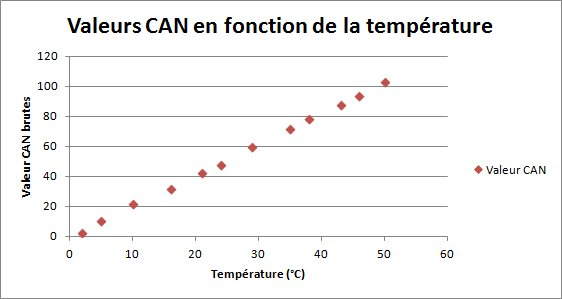 Valeurs CAN en fonction de la température
120
100
80
60
40
20
0
Valeur CAN brutes
0 10 20 30 40 50 60
Température (°C)
Valeur CAN